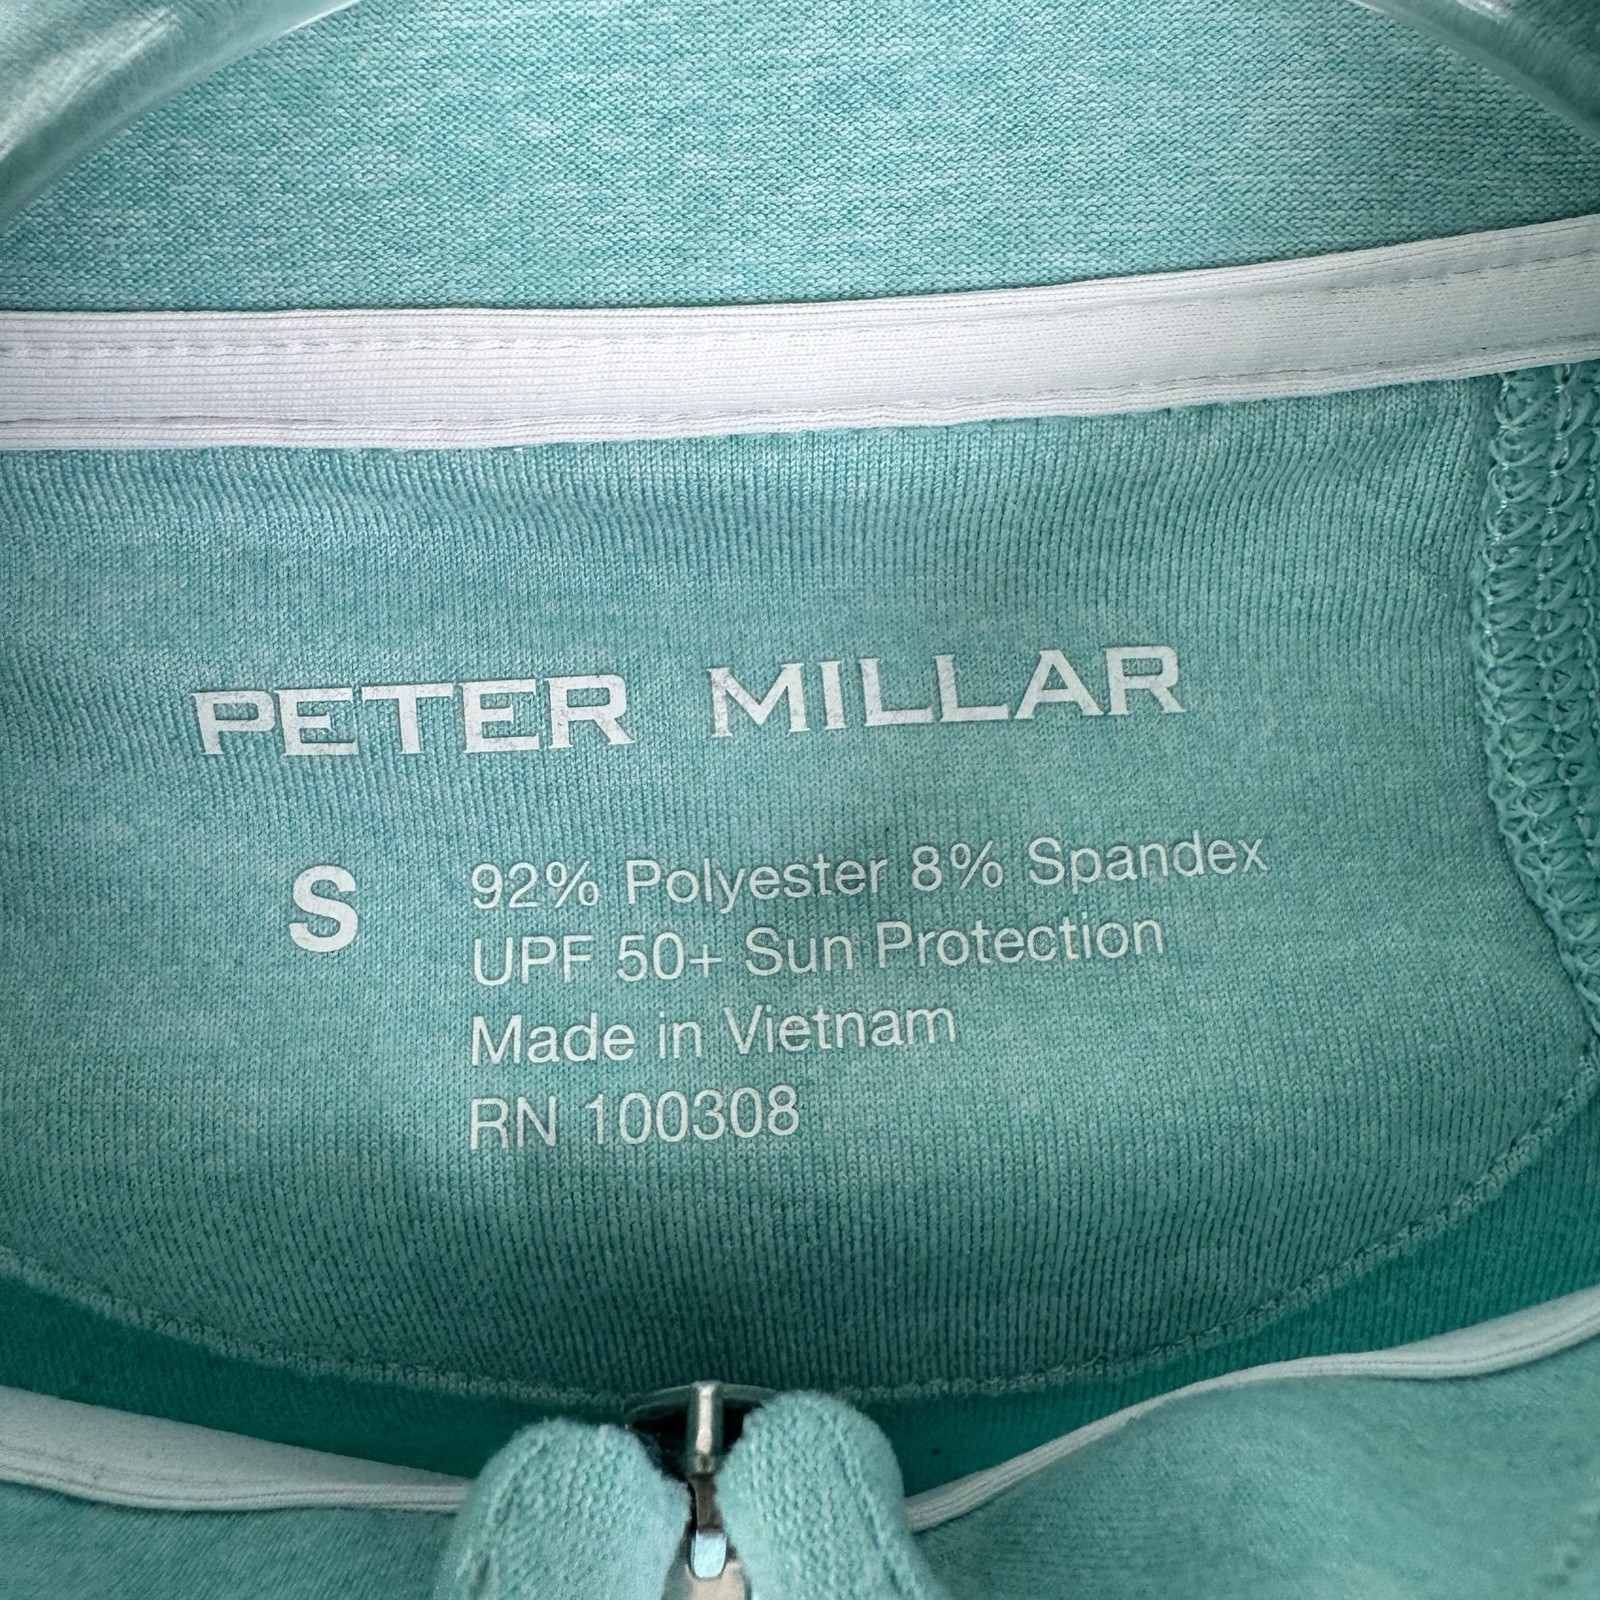 PETER MILLAR
S
92% Polyester 8% Spandex
UPF 50+ Sun Protection
Made in Vietnam
RN 100308